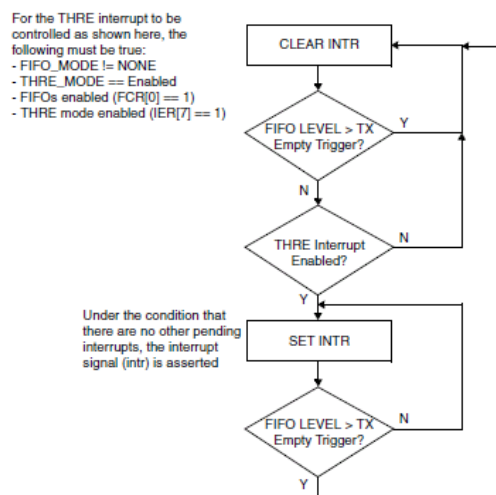 For the THRE interrupt to be
controlled as shown here, the
following must be true:
- FIFO_MODE != NONE
- THRE_MODE == Enabled
- FIFOs enabled (FCR[0] == 1)
- THRE mode enabled (IER[7] == 1)
CLEAR INTR
FIFO LEVEL > TX
Empty Trigger?
Y
N
THRE Interrupt
Enabled?
N
Y
Under the condition that
there are no other pending
interrupts, the interrupt
signal (intr) is asserted
SET INTR
FIFO LEVEL > TX
Empty Trigger?
N
Y